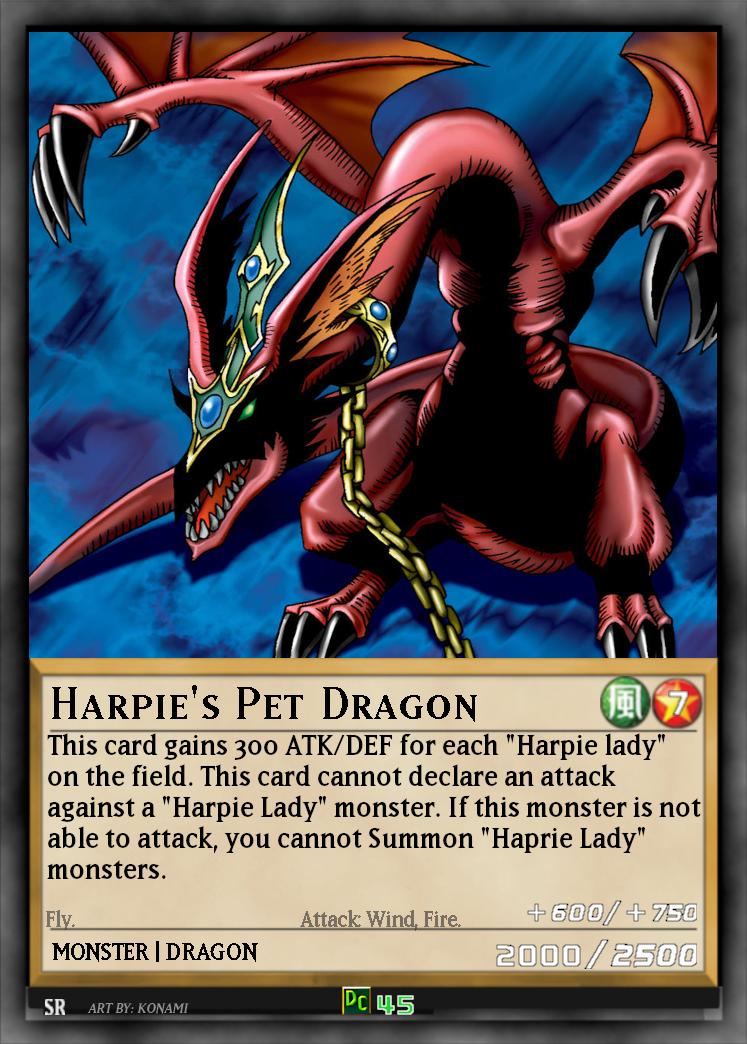 HARPIE'S PET DRAGON 風 7
This card gains 300 ATK/DEF for each "Harpie lady"
on the field. This card cannot declare an attack
against a "Harpie Lady" monster. If this monster is not
able to attack, you cannot Summon "Haprie Lady"
monsters.
Fly. Attack: Wind, Fire. +600/+750
MONSTER | DRAGON 2000/2500
SR ART BY: KONAMI DC 45